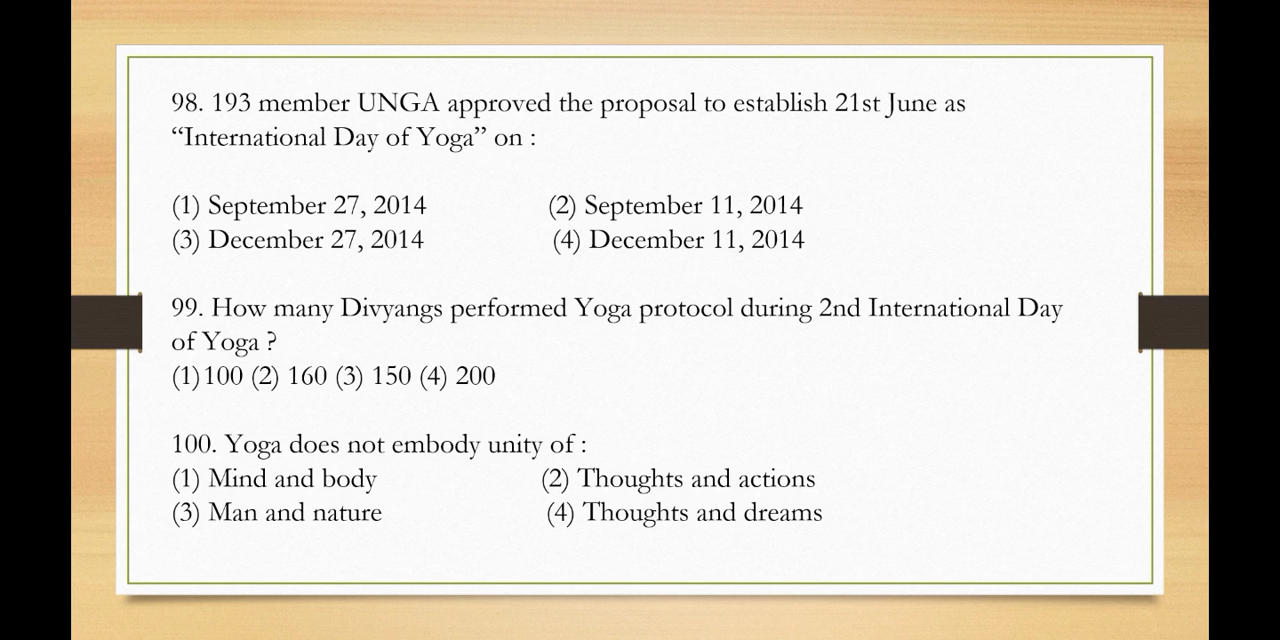 98. 193 member UNGA approved the proposal to establish 21st June as
“International Day of Yoga” on :
(1) September 27, 2014 (2) September 11, 2014
(3) December 27, 2014 (4) December 11, 2014
99. How many Divyangs performed Yoga protocol during 2nd International Day
of Yoga ?
(1)100 (2) 160 (3) 150 (4) 200
100. Yoga does not embody unity of :
(1) Mind and body (2) Thoughts and actions
(3) Man and nature (4) Thoughts and dreams